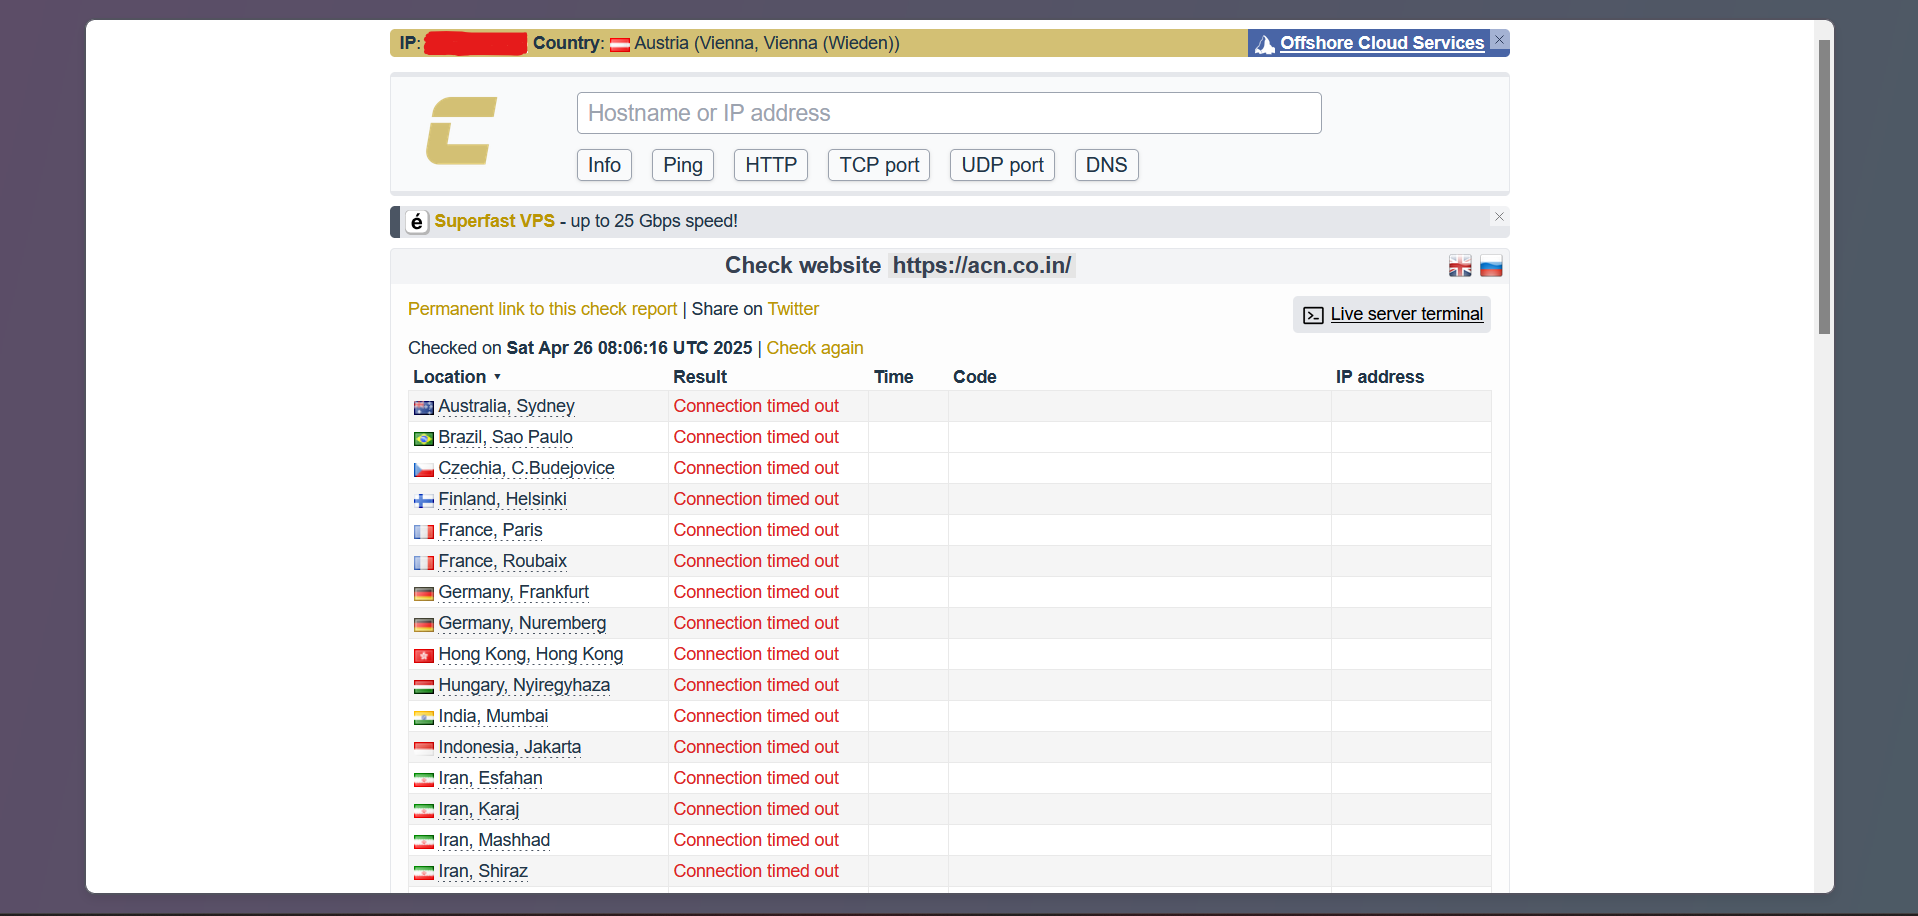 IP: Country: Austria (Vienna, Vienna (Wieden))
Offshore Cloud Services
Hostname or IP address
Info Ping HTTP TCP port UDP port DNS
é Superfast VPS - up to 25 Gbps speed!
Check website https://acn.co.in/
Permanent link to this check report | Share on Twitter
Live server terminal
Checked on Sat Apr 26 08:06:16 UTC 2025 | Check again
Location Result Time Code IP address
Australia, Sydney Connection timed out
Brazil, Sao Paulo Connection timed out
Czechia, C.Budejovice Connection timed out
Finland, Helsinki Connection timed out
France, Paris Connection timed out
France, Roubaix Connection timed out
Germany, Frankfurt Connection timed out
Germany, Nuremberg Connection timed out
Hong Kong, Hong Kong Connection timed out
Hungary, Nyiregyhaza Connection timed out
India, Mumbai Connection timed out
Indonesia, Jakarta Connection timed out
Iran, Esfahan Connection timed out
Iran, Karaj Connection timed out
Iran, Mashhad Connection timed out
Iran, Shiraz Connection timed out